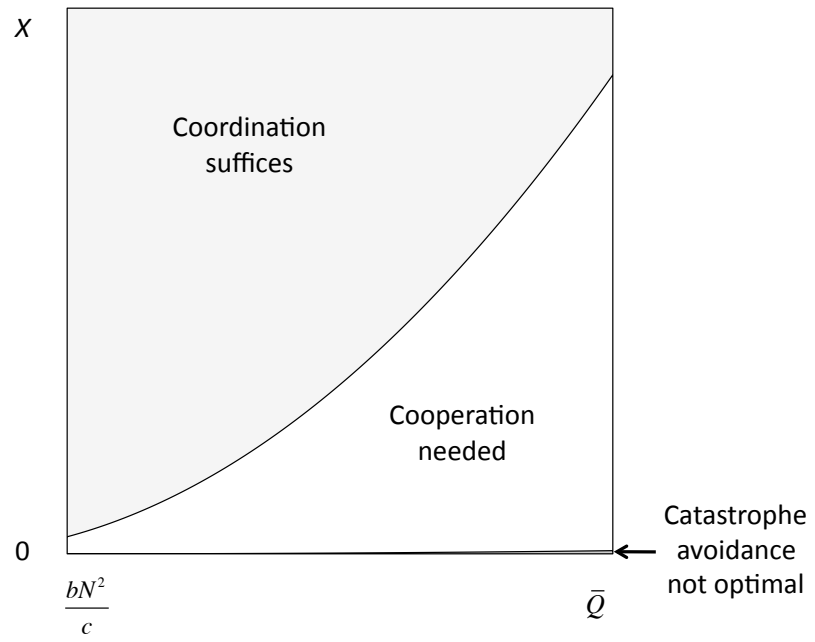 X
Coordination
suffices
Cooperation
needed
0
Catastrophe
avoidance
not optimal
bN²
c
Q̄